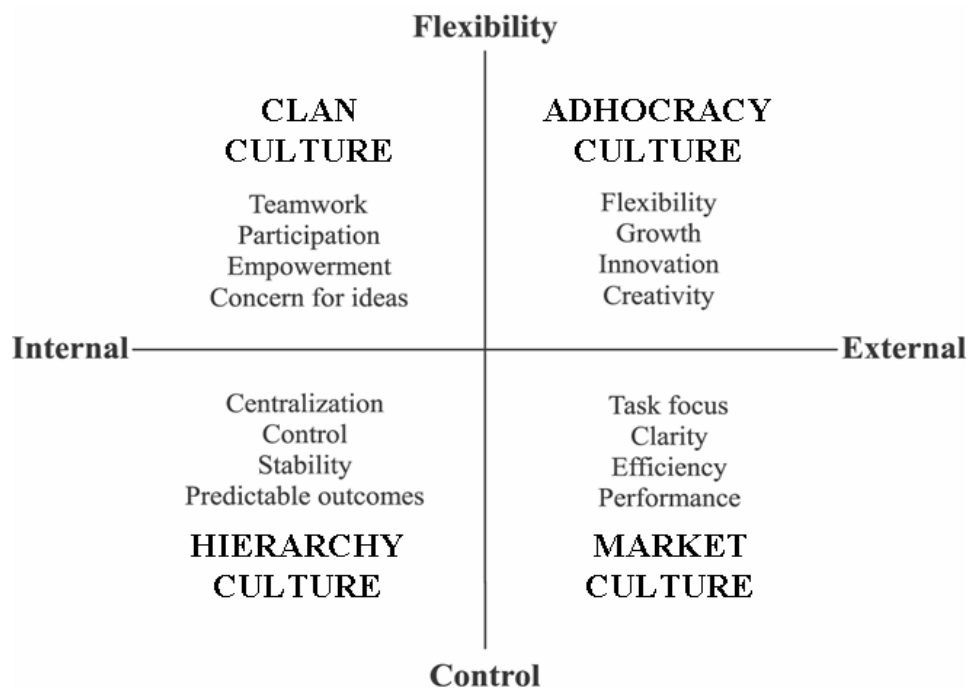 Flexibility
CLAN
CULTURE
Teamwork
Participation
Empowerment
Concern for ideas
ADHOCRACY
CULTURE
Flexibility
Growth
Innovation
Creativity
Internal
External
Centralization
Control
Stability
Predictable outcomes
HIERARCHY
CULTURE
Task focus
Clarity
Efficiency
Performance
MARKET
CULTURE
Control